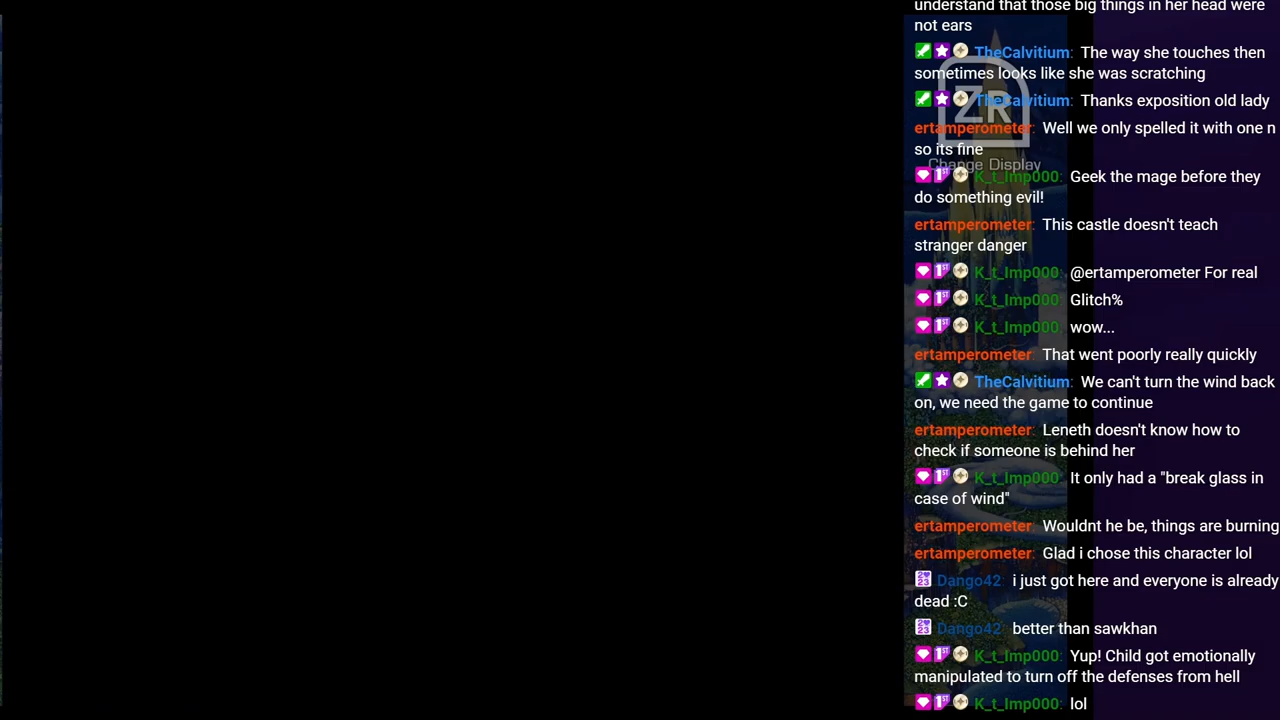 understand that those big things in her head were
not ears
TheCalvitium: The way she touches then
sometimes looks like she was scratching
TheCalvitium: Thanks exposition old lady
ertamperometer: Well we only spelled it with one n
so its fine
K_t_Imp000: Geek the mage before they
do something evil!
ertamperometer: This castle doesn't teach
stranger danger
K_t_Imp000: @ertamperometer For real
K_t_Imp000: Glitch%
K_t_Imp000: wow...
ertamperometer: That went poorly really quickly
TheCalvitium: We can't turn the wind back
on, we need the game to continue
ertamperometer: Leneth doesn't know how to
check if someone is behind her
K_t_Imp000: It only had a "break glass in
case of wind"
ertamperometer: Wouldnt he be, things are burning
ertamperometer: Glad i chose this character lol
Dango42: i just got here and everyone is already
dead :C
Dango42: better than sawkhan
K_t_Imp000: Yup! Child got emotionally
manipulated to turn off the defenses from hell
K_t_Imp000: lol
ZR
Change Display